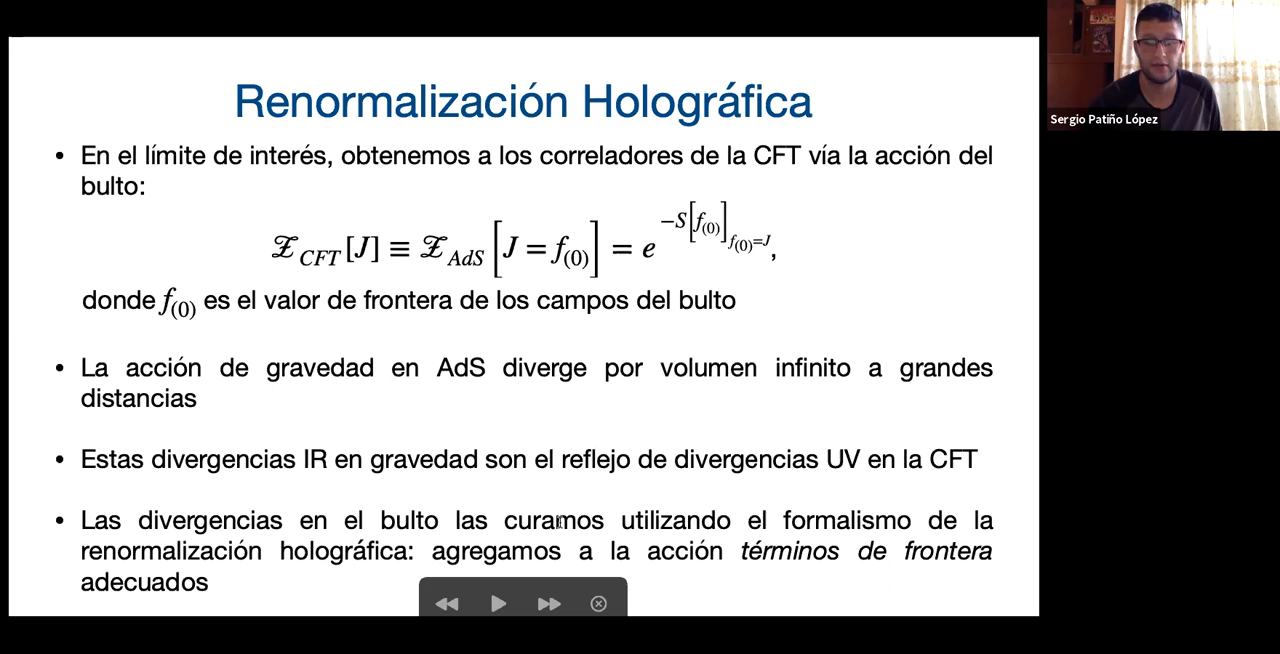 Renormalización Holográfica
• En el límite de interés, obtenemos a los correladores de la CFT vía la acción del
bulto:
𝒵_CFT [J] ≡ 𝒵_AdS [J = f_(0)] = e^{−S[f_(0)]_{f_(0)=J}},
donde f_(0) es el valor de frontera de los campos del bulto
• La acción de gravedad en AdS diverge por volumen infinito a grandes
distancias
• Estas divergencias IR en gravedad son el reflejo de divergencias UV en la CFT
• Las divergencias en el bulto las curamos utilizando el formalismo de la
renormalización holográfica: agregamos a la acción términos de frontera
adecuados
Sergio Patiño López